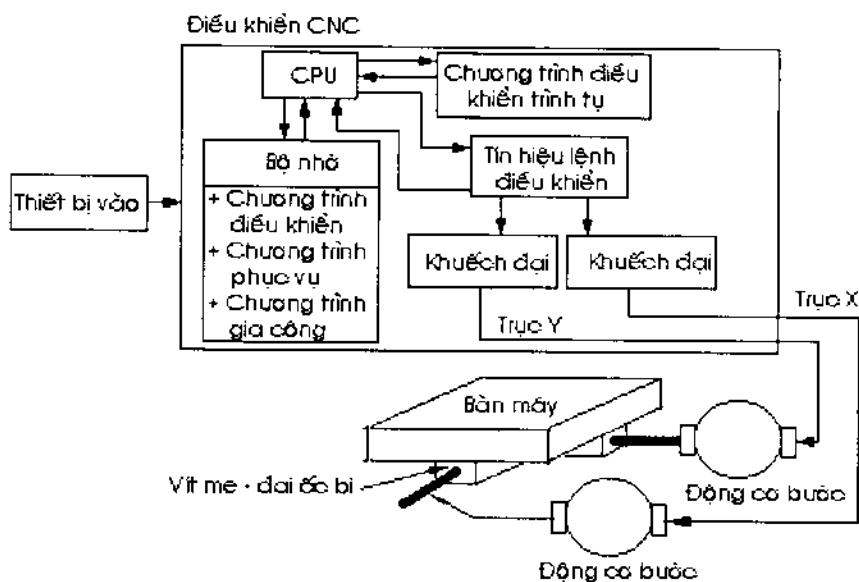 Điều khiển CNC
CPU
Chương trình điều
khiển trình tự
Bộ nhớ
+ Chương trình
điều khiển
+ Chương trình
phục vụ
+ Chương trình
gia công
Thiết bị vào
Tín hiệu lệnh
điều khiển
Khuếch đại
Khuếch đại
Trục Y
Trục X
Bàn máy
Vít me - đai ốc bi
Động cơ bước
Động cơ bước